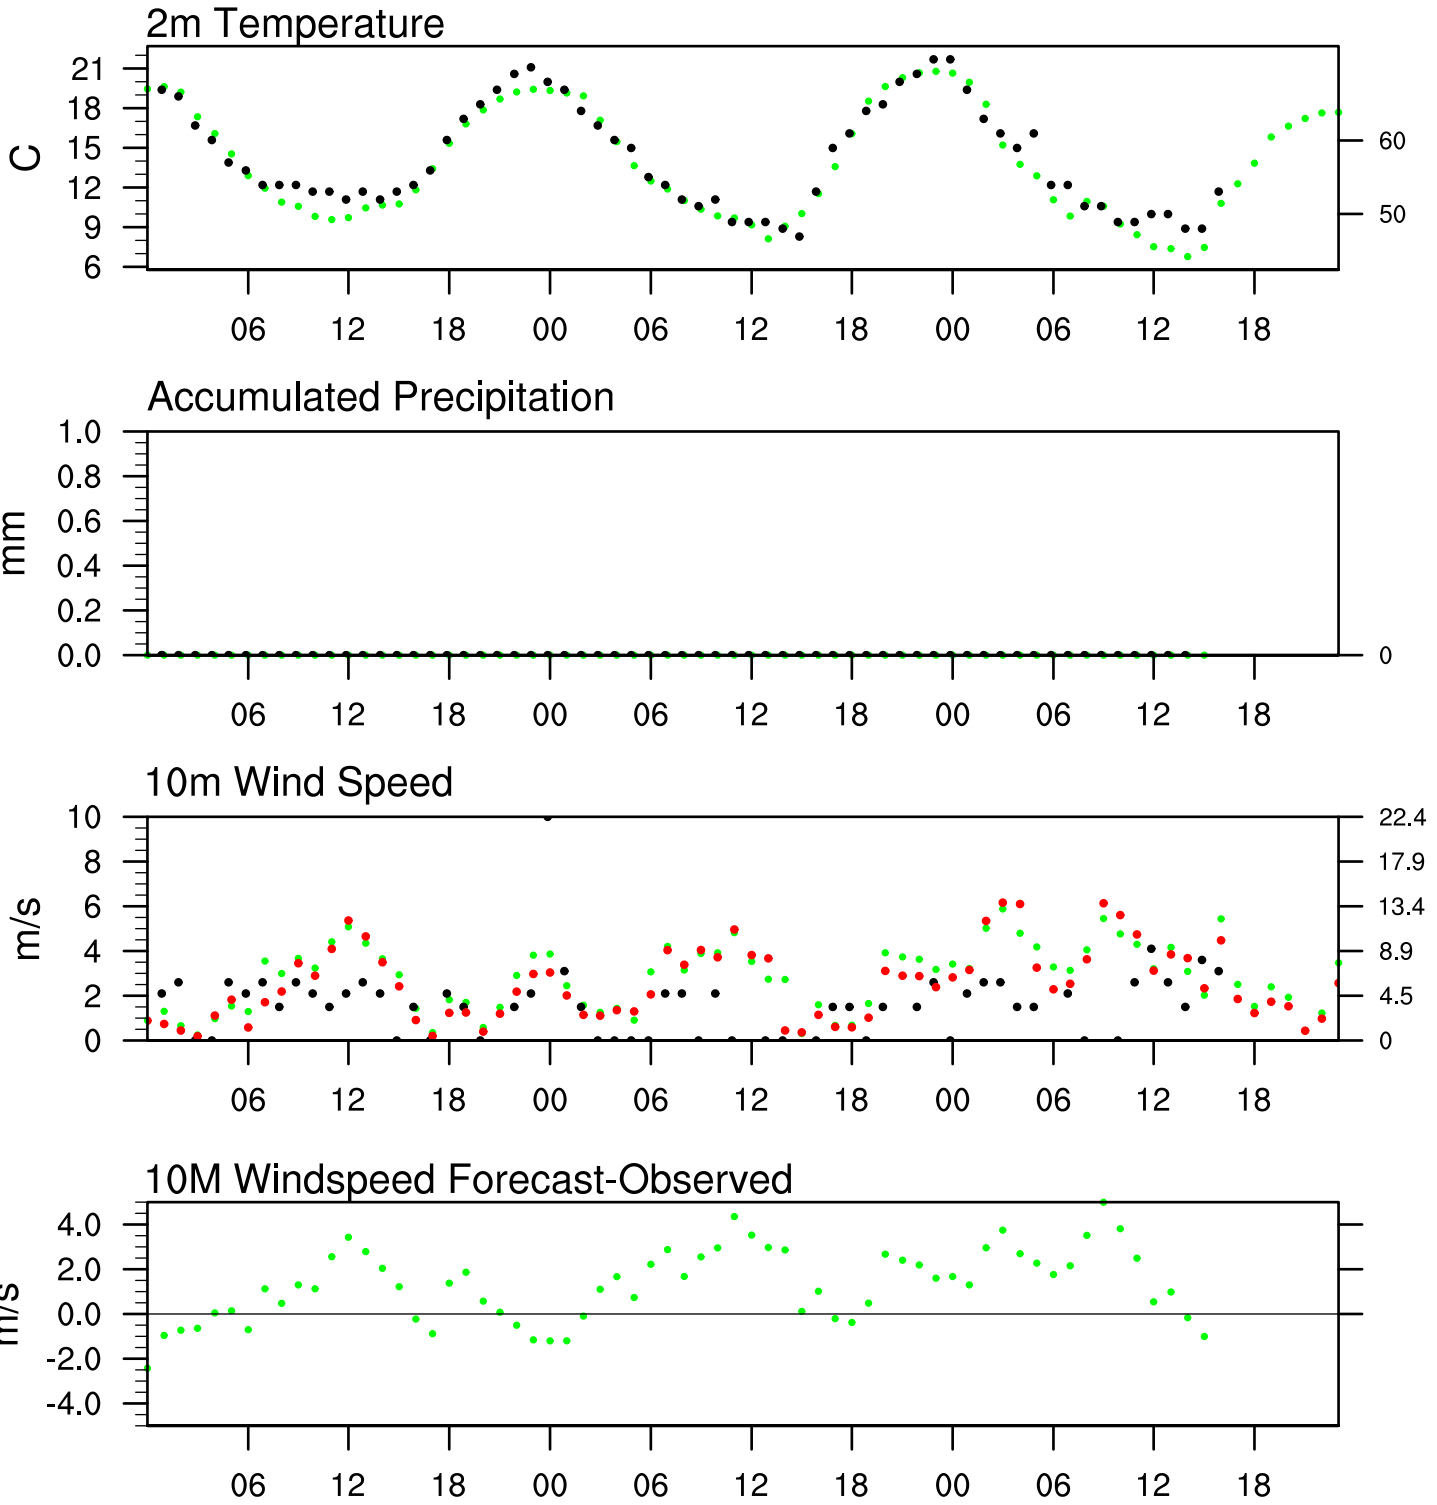 2m Temperature
21
18
15
12
9
6
C
60
50
06 12 18 00 06 12 18 00 06 12 18
Accumulated Precipitation
1.0
0.8
0.6
0.4
0.2
0.0
mm
0
06 12 18 00 06 12 18 00 06 12 18
10m Wind Speed
10
8
6
4
2
0
m/s
22.4
17.9
13.4
8.9
4.5
0
06 12 18 00 06 12 18 00 06 12 18
10M Windspeed Forecast-Observed
4.0
2.0
0.0
-2.0
-4.0
m/s
06 12 18 00 06 12 18 00 06 12 18